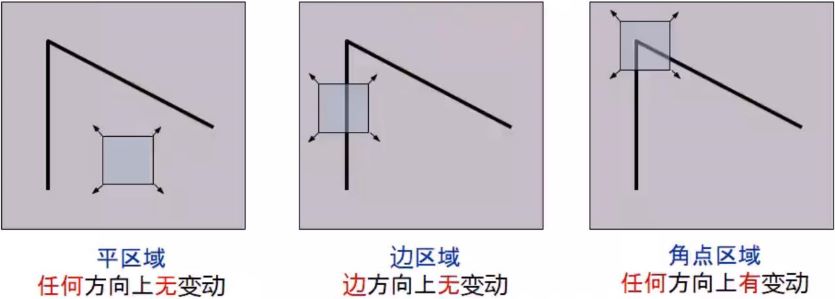 平区域
任何方向上无变动
边区域
边方向上无变动
角点区域
任何方向上有变动